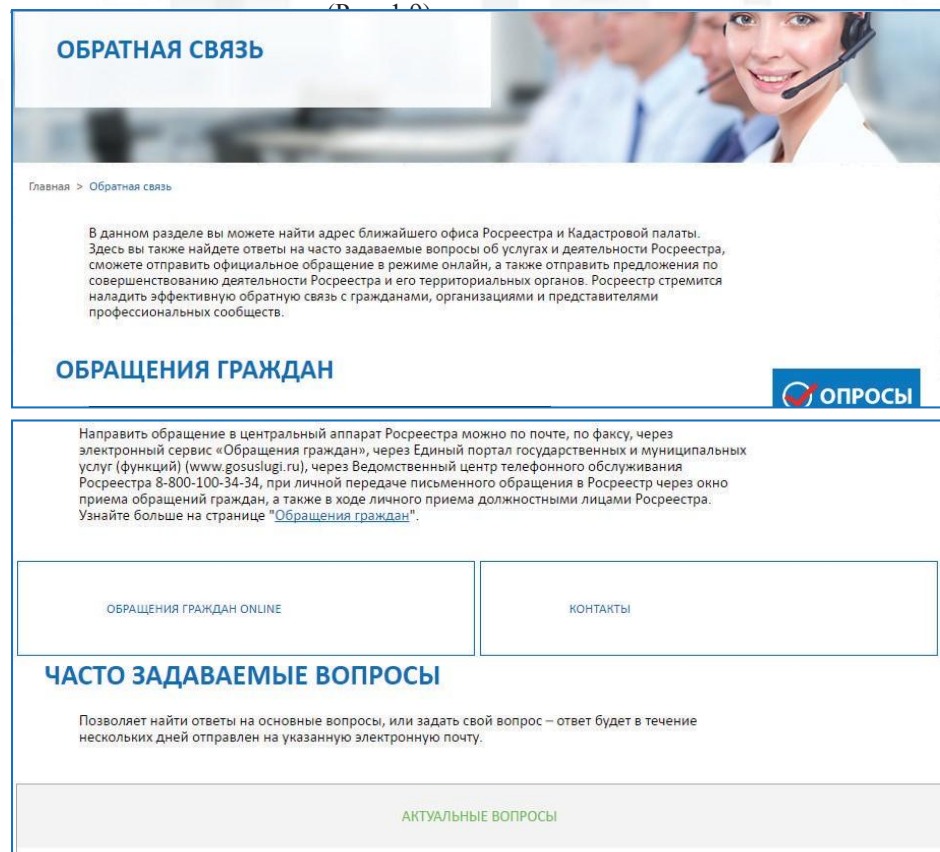 ОБРАТНАЯ СВЯЗЬ
Главная > Обратная связь
В данном разделе вы можете найти адрес ближайшего офиса Росреестра и Кадастровой палаты.
Здесь вы также найдете ответы на часто задаваемые вопросы об услугах и деятельности Росреестра,
сможете отправить официальное обращение в режиме онлайн, а также отправить предложения по
совершенствованию деятельности Росреестра и его территориальных органов. Росреестр стремится
наладить эффективную обратную связь с гражданами, организациями и представителями
профессиональных сообществ.
ОБРАЩЕНИЯ ГРАЖДАН
ОПРОСЫ
Направить обращение в центральный аппарат Росреестра можно по почте, по факсу, через
электронный сервис «Обращения граждан», через Единый портал государственных и муниципальных
услуг (функций) (www.gosuslugi.ru), через Ведомственный центр телефонного обслуживания
Росреестра 8-800-100-34-34, при личной передаче письменного обращения в Росреестр через окно
приема обращений граждан, а также в ходе личного приема должностными лицами Росреестра.
Узнайте больше на странице "Обращения граждан".
ОБРАЩЕНИЯ ГРАЖДАН ONLINE
КОНТАКТЫ
ЧАСТО ЗАДАВАЕМЫЕ ВОПРОСЫ
Позволяет найти ответы на основные вопросы, или задать свой вопрос – ответ будет в течение
нескольких дней отправлен на указанную электронную почту.
АКТУАЛЬНЫЕ ВОПРОСЫ